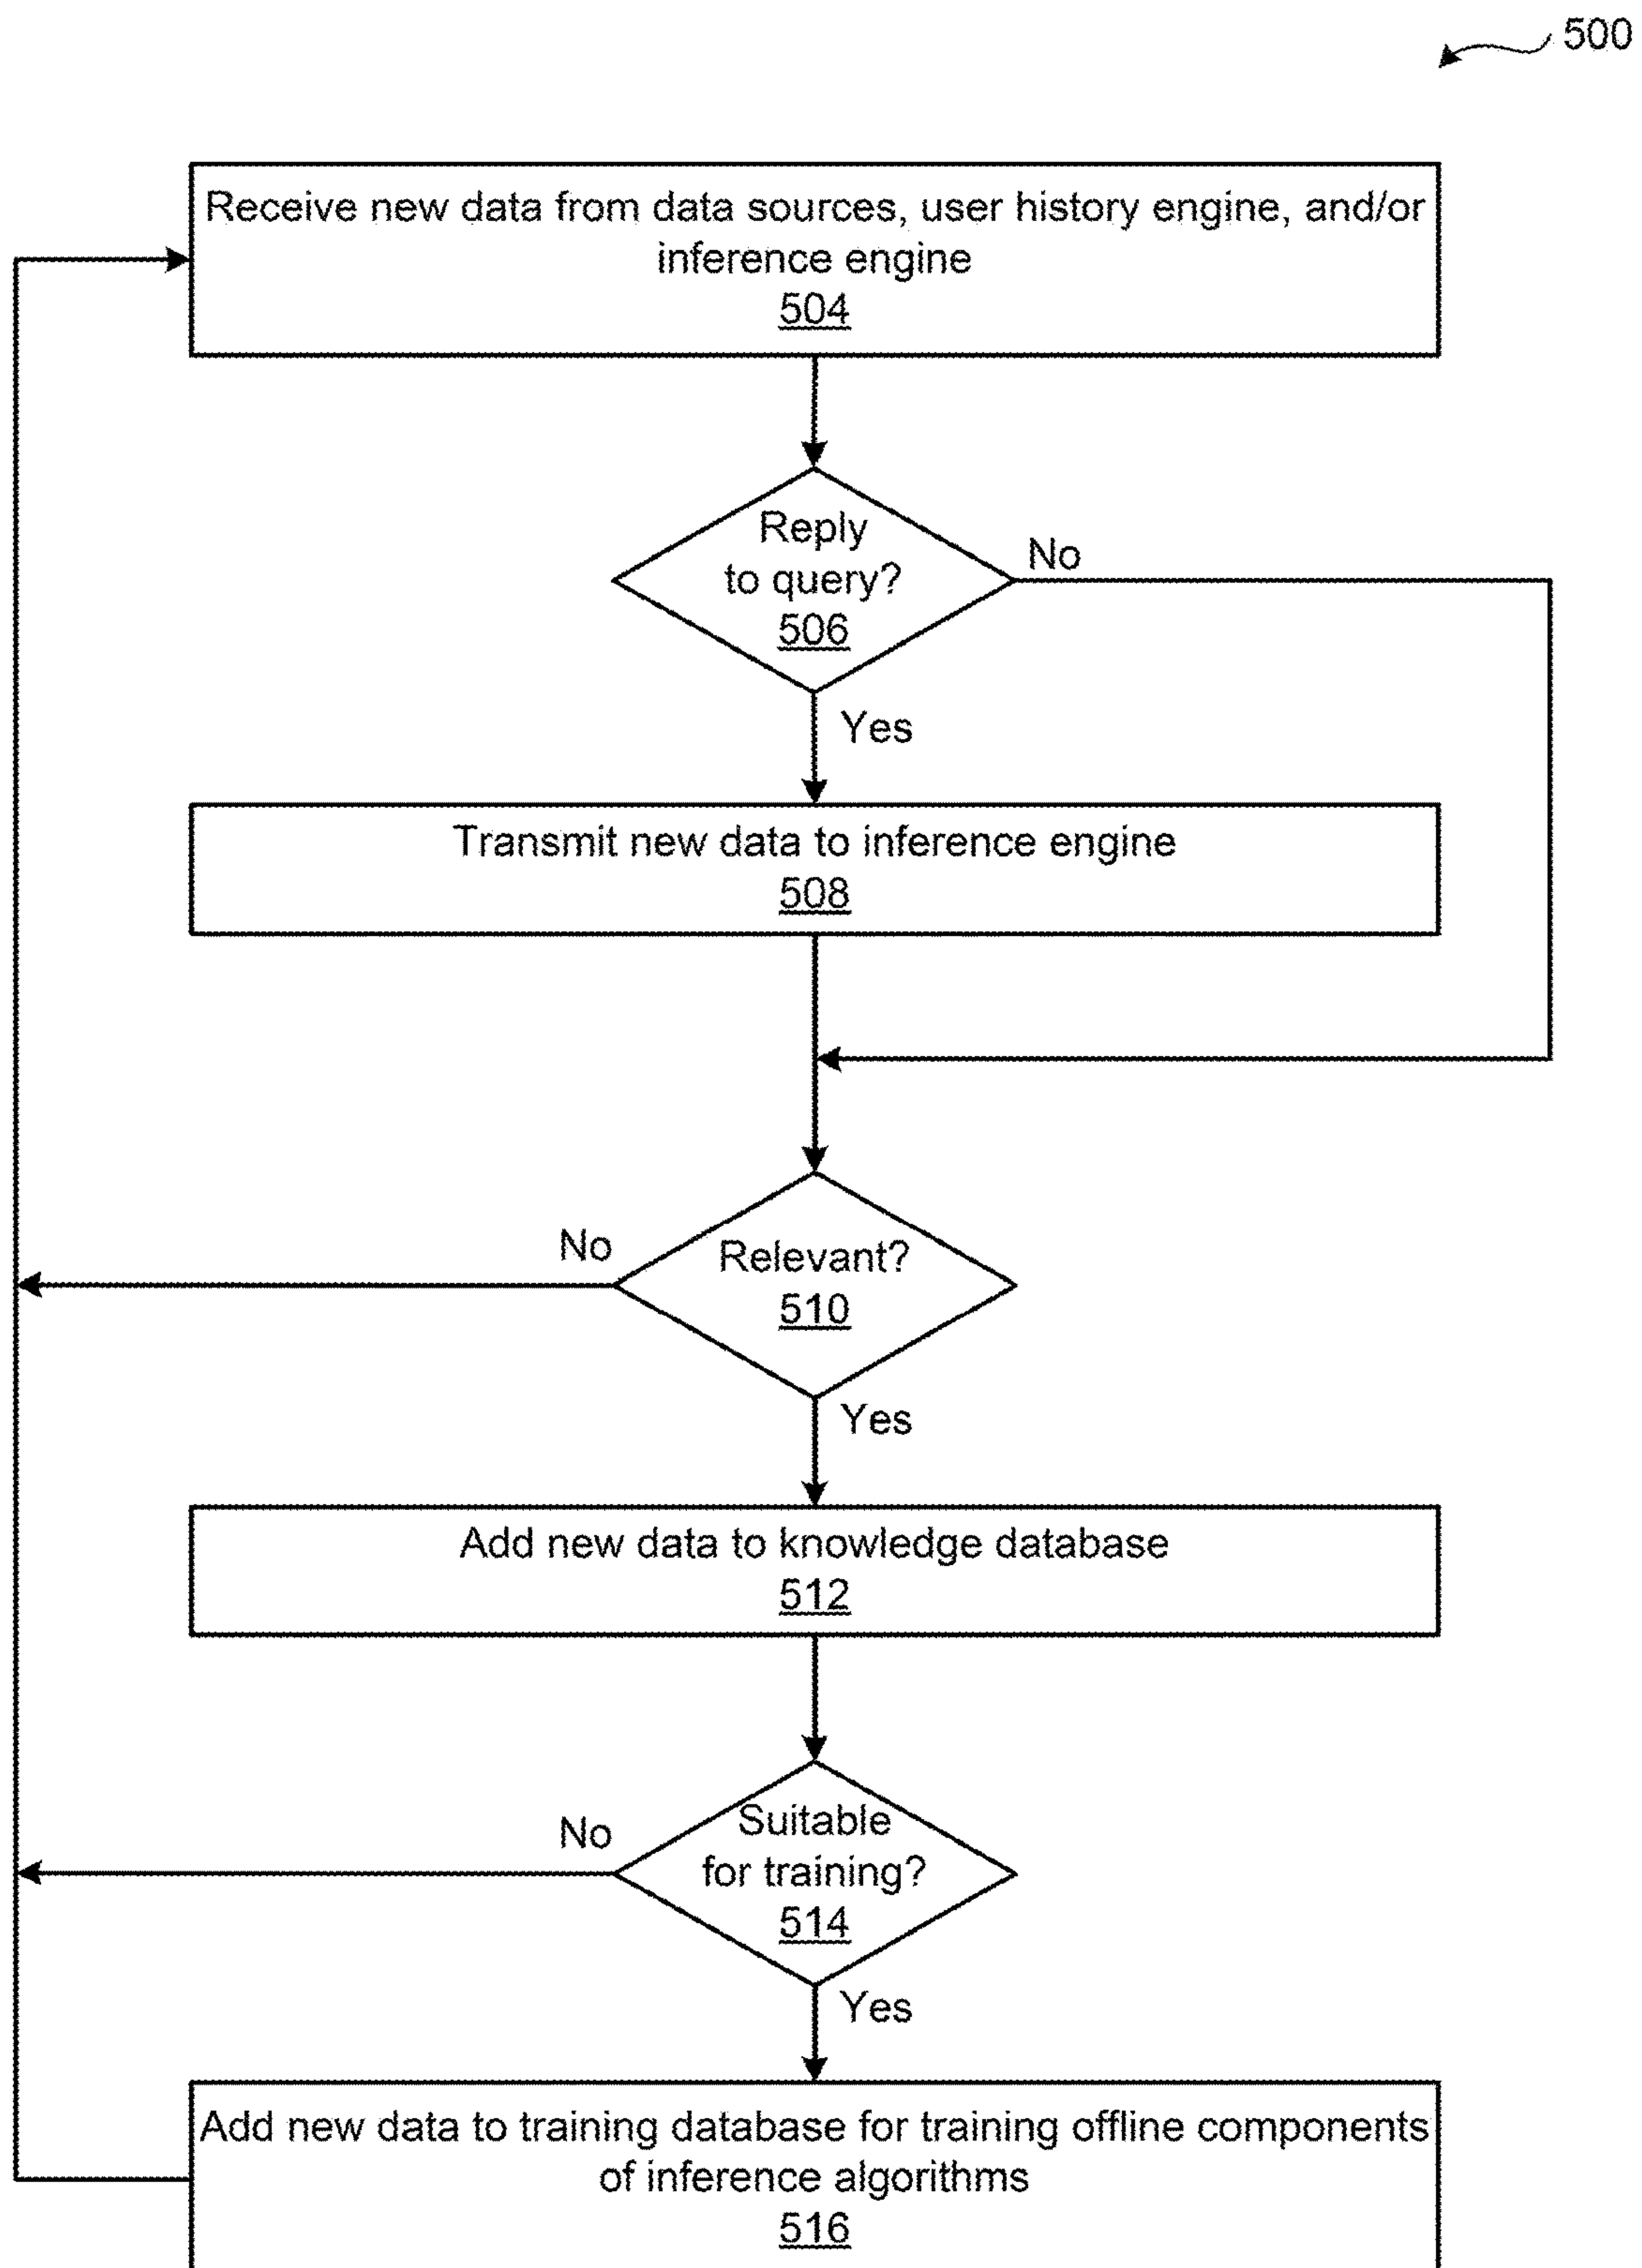 500
Receive new data from data sources, user history engine, and/or
inference engine
504
Reply
to query?
506
No
Yes
Transmit new data to inference engine
508
No
Relevant?
510
Yes
Add new data to knowledge database
512
No
Suitable
for training?
514
Yes
Add new data to training database for training offline components
of inference algorithms
516